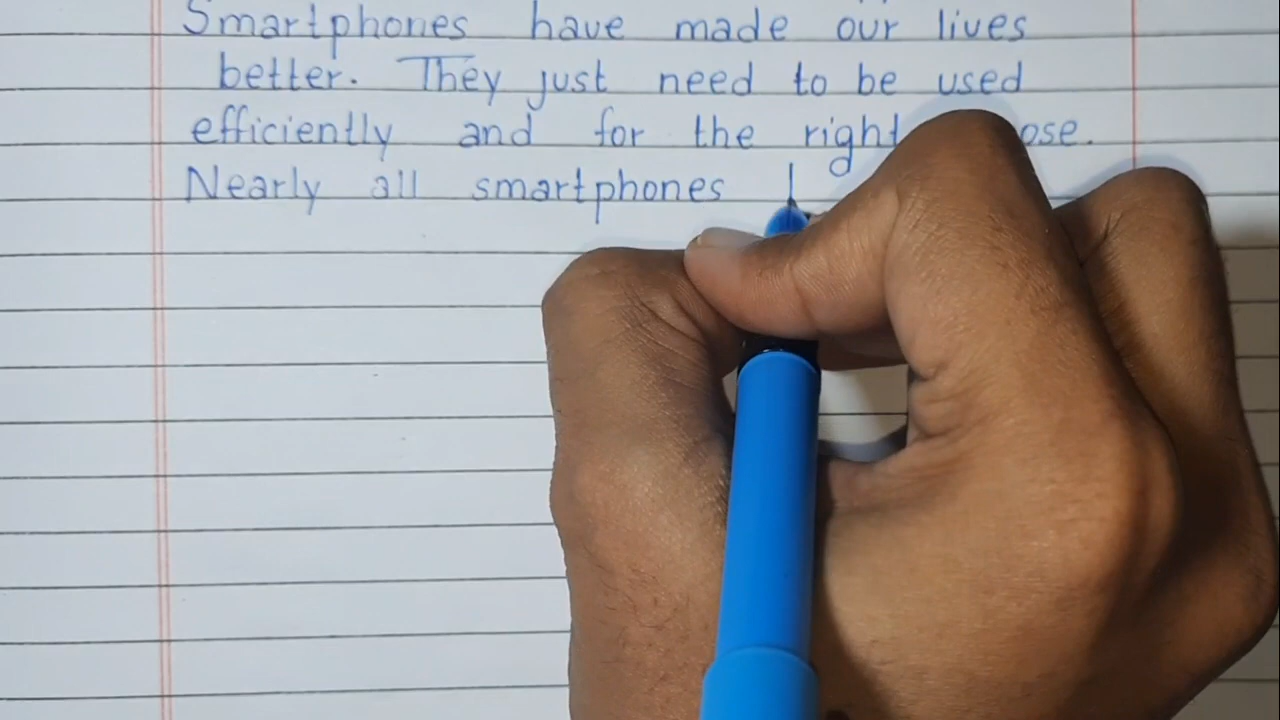 Smartphones have made our lives
better. They just need to be used
efficiently and for the right
Nearly all smartphones